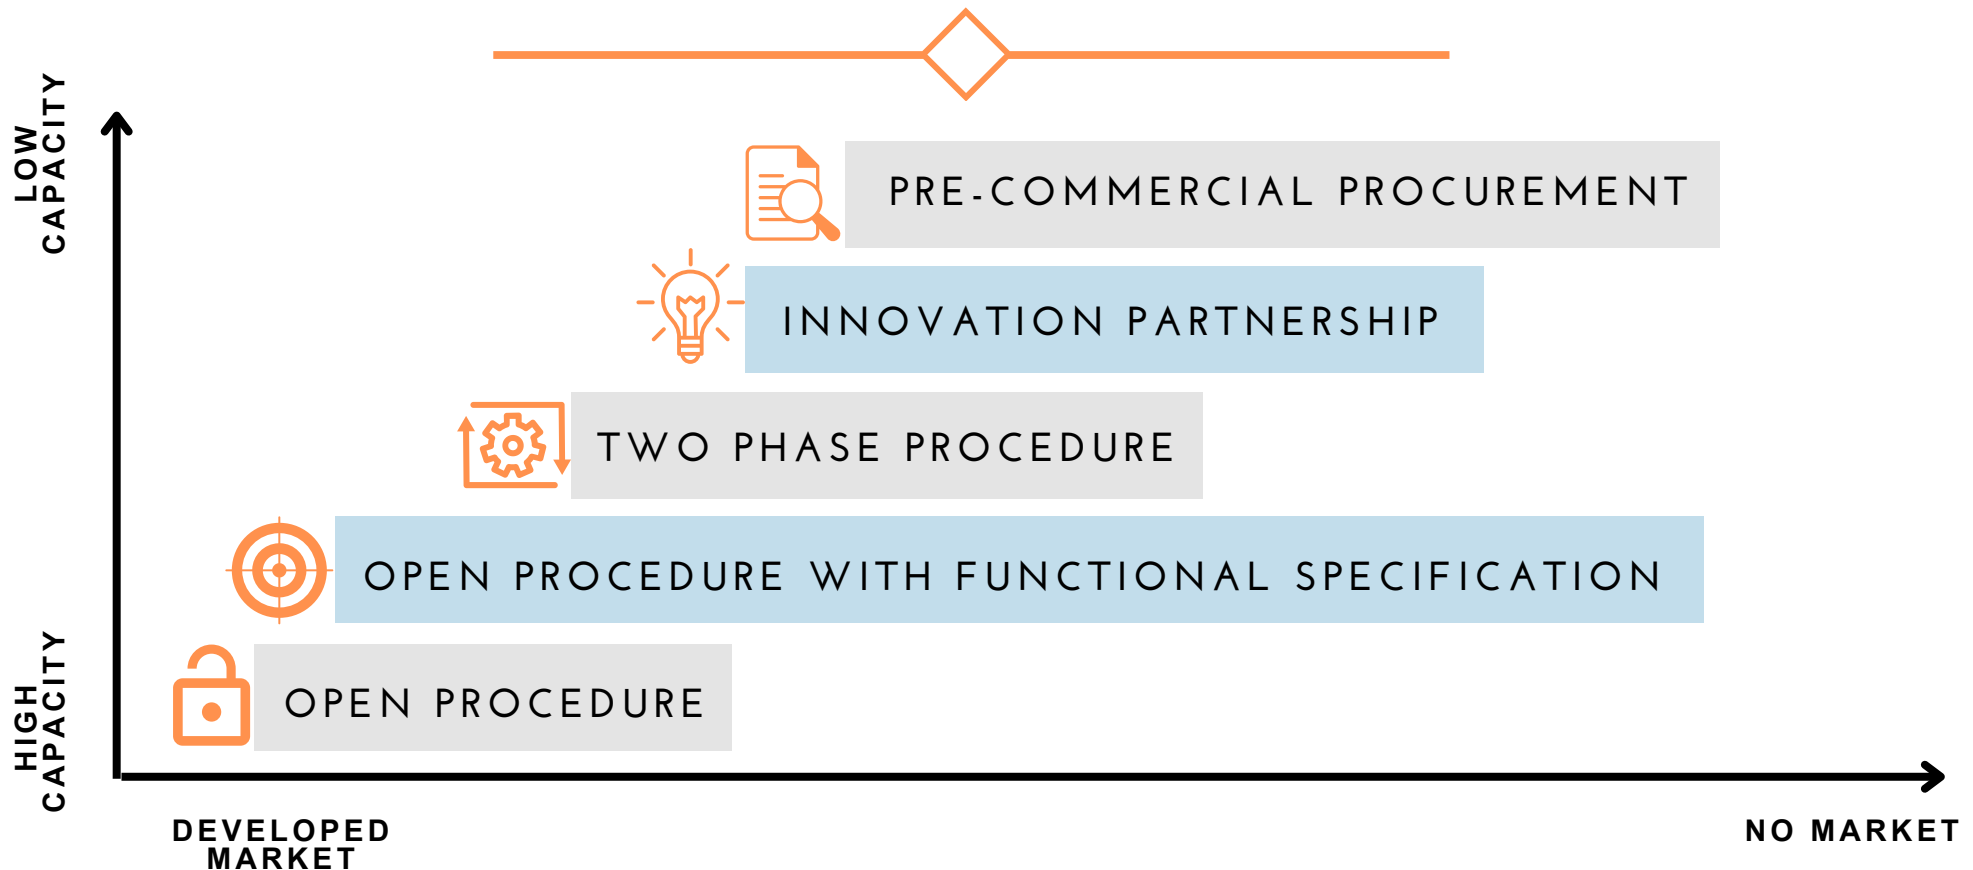 LOW
CAPACITY
PRE-COMMERCIAL PROCUREMENT
INNOVATION PARTNERSHIP
TWO PHASE PROCEDURE
OPEN PROCEDURE WITH FUNCTIONAL SPECIFICATION
OPEN PROCEDURE
HIGH
CAPACITY
DEVELOPED
MARKET
NO MARKET